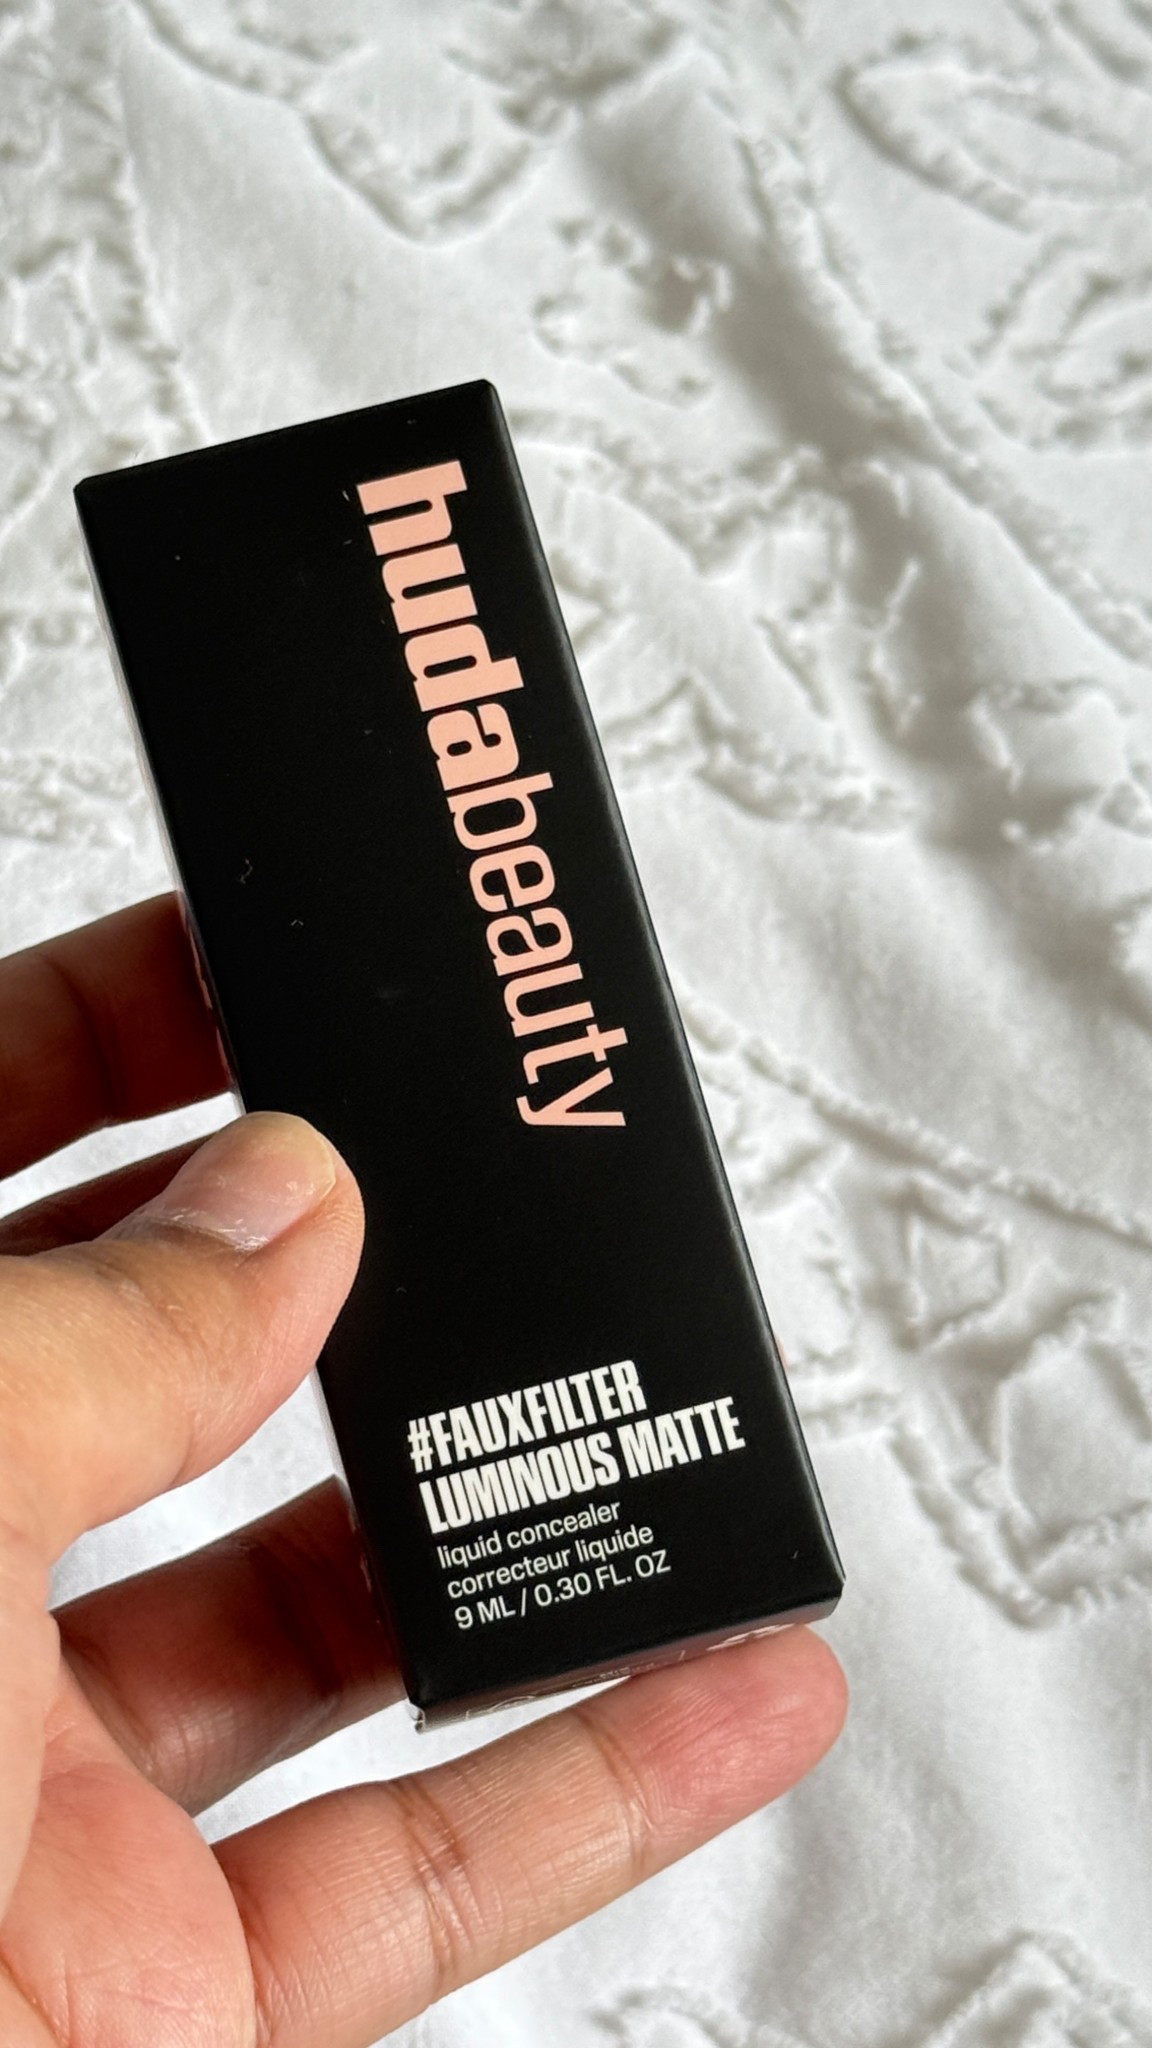 hudabeauty
#FAUXFILTER
LUMINOUS MATTE
liquid concealer
correcteur liquide
9 ML / 0.30 FL. OZ